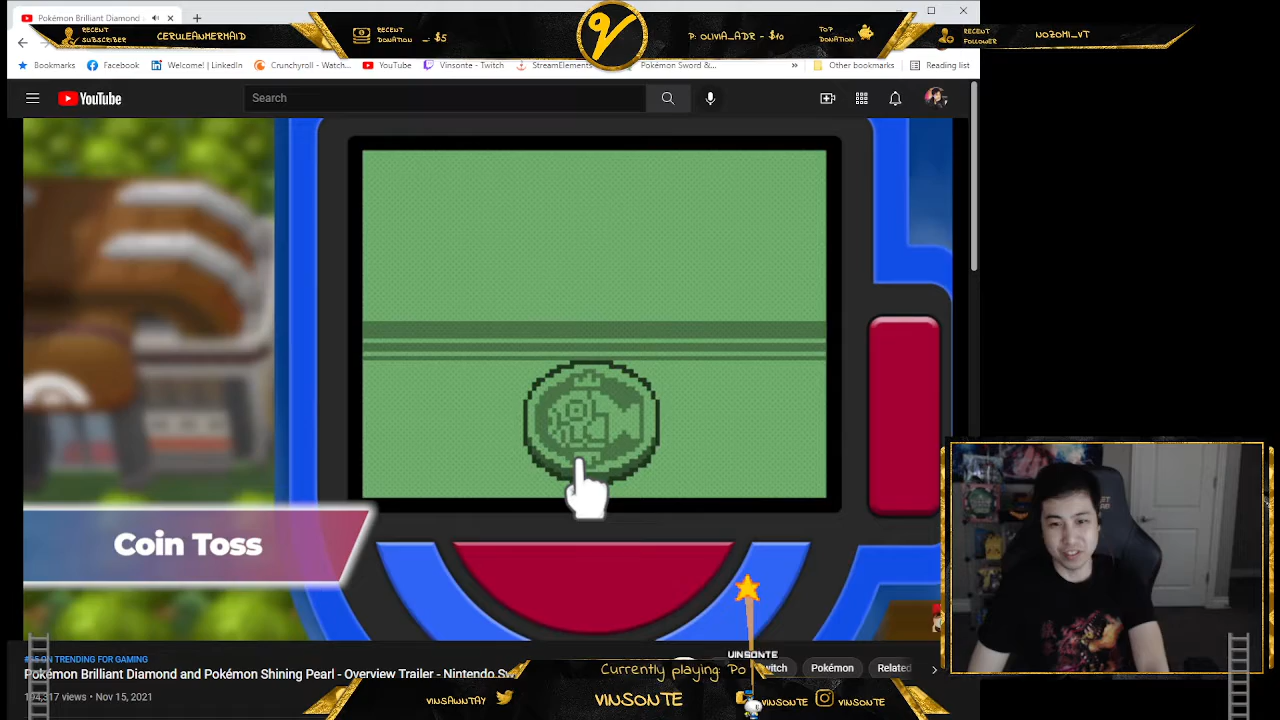 Pokémon Brilliant Diamond
RECENT SUBSCRIBER
CERULEANMERMAID
RECENT DONATION
_: $5
P: OLIVIA_ADR - $10
TOP DONATION
RECENT FOLLOWER
NOZOMI_VT
Bookmarks
Facebook
Welcome! | LinkedIn
Crunchyroll - Watch...
YouTube
Vinsonte - Twitch
StreamElements
Pokémon Sword &...
»
Other bookmarks
Reading list
YouTube
Search
Coin Toss
ON TRENDING FOR GAMING
Pokémon Brilliant Diamond and Pokémon Shining Pearl - Overview Trailer - Nintendo Sw
views • Nov 15, 2021
VINSONTE
Currently playing: Po
witch
Pokémon
Related
VINSAWNTAY
VINSONTE
VINSONTE
VINSONTE